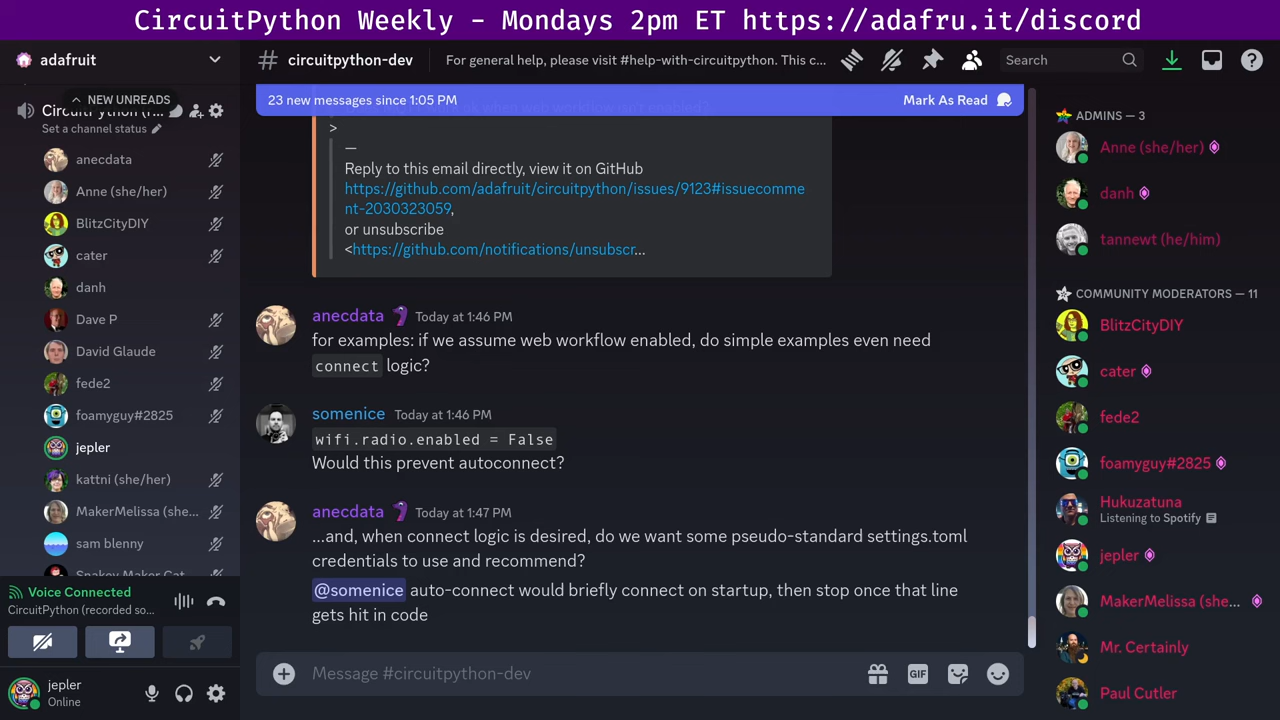 CircuitPython Weekly - Mondays 2pm ET https://adafru.it/discord
adafruit
NEW UNREADS
CircuitPython (r...
Set a channel status
anecdata
Anne (she/her)
BlitzCityDIY
cater
danh
Dave P
David Glaude
fede2
foamyguy#2825
jepler
kattni (she/her)
MakerMelissa (she...
sam blenny
Voice Connected
CircuitPython (recorded so...
jepler
Online
circuitpython-dev
For general help, please visit #help-with-circuitpython. This c...
Search
23 new messages since 1:05 PM
Mark As Read
>
—
Reply to this email directly, view it on GitHub
https://github.com/adafruit/circuitpython/issues/9123#issuecomme
nt-2030323059,
or unsubscribe
<https://github.com/notifications/unsubscr...
anecdata Today at 1:46 PM
for examples: if we assume web workflow enabled, do simple examples even need
connect logic?
somenice Today at 1:46 PM
wifi.radio.enabled = False
Would this prevent autoconnect?
anecdata Today at 1:47 PM
...and, when connect logic is desired, do we want some pseudo-standard settings.toml
credentials to use and recommend?
@somenice auto-connect would briefly connect on startup, then stop once that line
gets hit in code
Message #circuitpython-dev
GIF
ADMINS — 3
Anne (she/her)
danh
tannewt (he/him)
COMMUNITY MODERATORS — 11
BlitzCityDIY
cater
fede2
foamyguy#2825
Hukuzatuna
Listening to Spotify
jepler
MakerMelissa (she...
Mr. Certainly
Paul Cutler